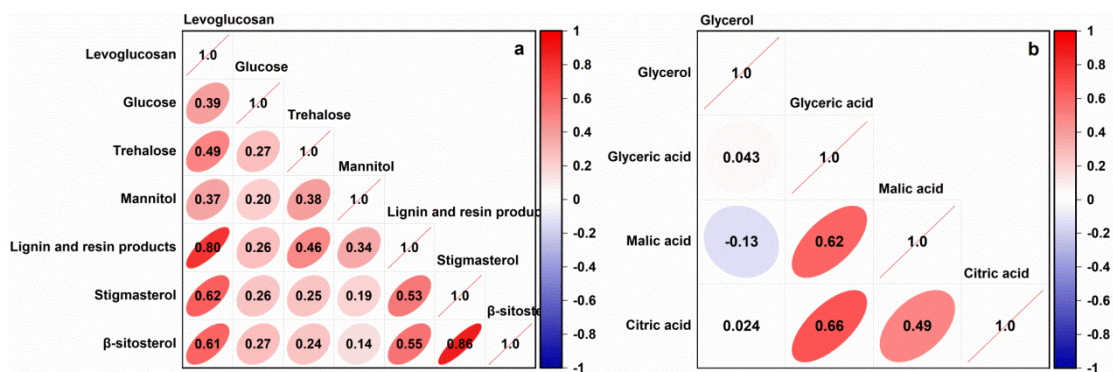 Levoglucosan
Levoglucosan 1.0 Glucose
Glucose 0.39 1.0 Trehalose
Trehalose 0.49 0.27 1.0 Mannitol
Mannitol 0.37 0.20 0.38 1.0 Lignin and resin produc
Lignin and resin products 0.80 0.26 0.46 0.34 1.0 Stigmasterol
Stigmasterol 0.62 0.26 0.25 0.19 0.53 1.0 β-sitoste
β-sitosterol 0.61 0.27 0.24 0.14 0.55 0.86 1.0
a
1
0.8
0.6
0.4
0.2
0
-0.2
-0.4
-0.6
-0.8
-1
Glycerol
Glycerol 1.0 Glyceric acid
Glyceric acid 0.043 1.0 Malic acid
Malic acid -0.13 0.62 1.0 Citric acid
Citric acid 0.024 0.66 0.49 1.0
b
1
0.8
0.6
0.4
0.2
0
-0.2
-0.4
-0.6
-0.8
-1